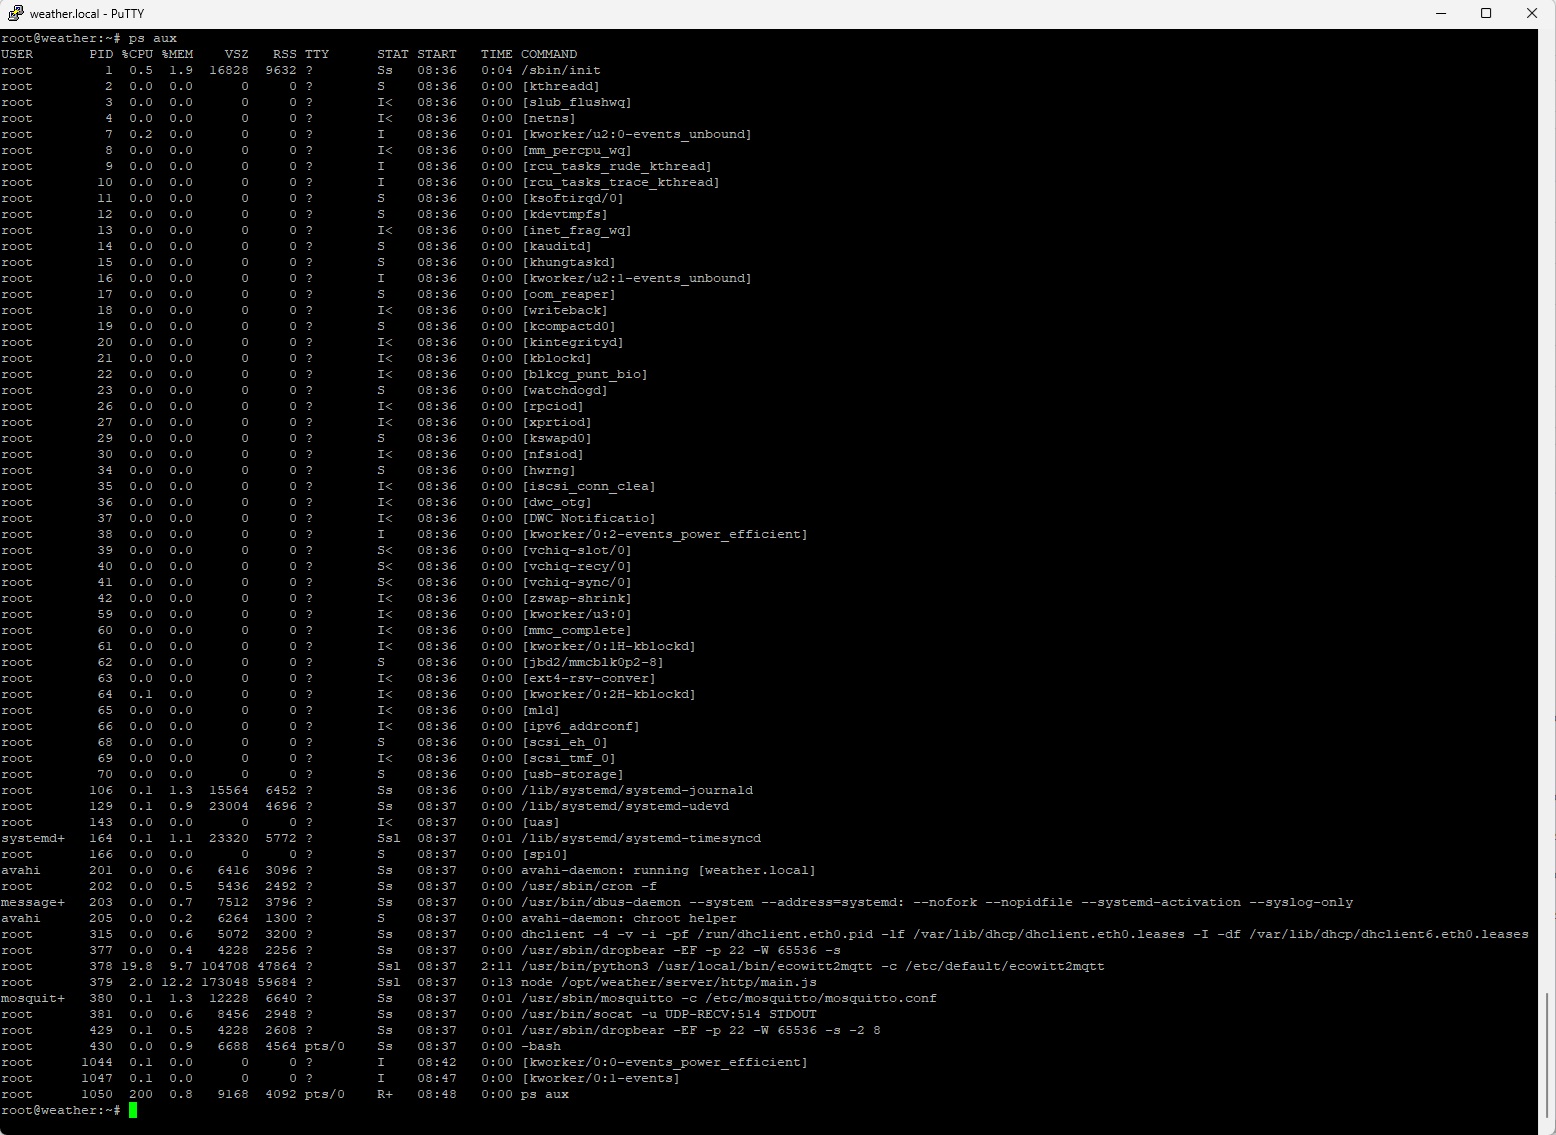 weather.local - PuTTY
root@weather:~# ps aux
USER       PID %CPU %MEM    VSZ   RSS TTY      STAT START   TIME COMMAND
root         1  0.5  1.9  16828  9632 ?        Ss   08:36   0:04 /sbin/init
root         2  0.0  0.0      0     0 ?        S    08:36   0:00 [kthreadd]
root         3  0.0  0.0      0     0 ?        I<   08:36   0:00 [slub_flushwq]
root         4  0.0  0.0      0     0 ?        I<   08:36   0:00 [netns]
root         7  0.2  0.0      0     0 ?        I    08:36   0:01 [kworker/u2:0-events_unbound]
root         8  0.0  0.0      0     0 ?        I<   08:36   0:00 [mm_percpu_wq]
root         9  0.0  0.0      0     0 ?        I    08:36   0:00 [rcu_tasks_rude_kthread]
root        10  0.0  0.0      0     0 ?        I    08:36   0:00 [rcu_tasks_trace_kthread]
root        11  0.0  0.0      0     0 ?        S    08:36   0:00 [ksoftirqd/0]
root        12  0.0  0.0      0     0 ?        S    08:36   0:00 [kdevtmpfs]
root        13  0.0  0.0      0     0 ?        I<   08:36   0:00 [inet_frag_wq]
root        14  0.0  0.0      0     0 ?        S    08:36   0:00 [kauditd]
root        15  0.0  0.0      0     0 ?        S    08:36   0:00 [khungtaskd]
root        16  0.0  0.0      0     0 ?        I    08:36   0:00 [kworker/u2:1-events_unbound]
root        17  0.0  0.0      0     0 ?        S    08:36   0:00 [oom_reaper]
root        18  0.0  0.0      0     0 ?        I<   08:36   0:00 [writeback]
root        19  0.0  0.0      0     0 ?        S    08:36   0:00 [kcompactd0]
root        20  0.0  0.0      0     0 ?        I<   08:36   0:00 [kintegrityd]
root        21  0.0  0.0      0     0 ?        I<   08:36   0:00 [kblockd]
root        22  0.0  0.0      0     0 ?        I<   08:36   0:00 [blkcg_punt_bio]
root        23  0.0  0.0      0     0 ?        S    08:36   0:00 [watchdogd]
root        26  0.0  0.0      0     0 ?        I<   08:36   0:00 [rpciod]
root        27  0.0  0.0      0     0 ?        I<   08:36   0:00 [xprtiod]
root        29  0.0  0.0      0     0 ?        S    08:36   0:00 [kswapd0]
root        30  0.0  0.0      0     0 ?        I<   08:36   0:00 [nfsiod]
root        34  0.0  0.0      0     0 ?        S    08:36   0:00 [hwrng]
root        35  0.0  0.0      0     0 ?        I<   08:36   0:00 [iscsi_conn_clea]
root        36  0.0  0.0      0     0 ?        I<   08:36   0:00 [dwc_otg]
root        37  0.0  0.0      0     0 ?        I<   08:36   0:00 [DWC Notificatio]
root        38  0.0  0.0      0     0 ?        I    08:36   0:00 [kworker/0:2-events_power_efficient]
root        39  0.0  0.0      0     0 ?        S<   08:36   0:00 [vchiq-slot/0]
root        40  0.0  0.0      0     0 ?        S<   08:36   0:00 [vchiq-recy/0]
root        41  0.0  0.0      0     0 ?        S<   08:36   0:00 [vchiq-sync/0]
root        42  0.0  0.0      0     0 ?        I<   08:36   0:00 [zswap-shrink]
root        59  0.0  0.0      0     0 ?        I<   08:36   0:00 [kworker/u3:0]
root        60  0.0  0.0      0     0 ?        I<   08:36   0:00 [mmc_complete]
root        61  0.0  0.0      0     0 ?        I<   08:36   0:00 [kworker/0:1H-kblockd]
root        62  0.0  0.0      0     0 ?        S    08:36   0:00 [jbd2/mmcblk0p2-8]
root        63  0.0  0.0      0     0 ?        I<   08:36   0:00 [ext4-rsv-conver]
root        64  0.1  0.0      0     0 ?        I<   08:36   0:00 [kworker/0:2H-kblockd]
root        65  0.0  0.0      0     0 ?        I<   08:36   0:00 [mld]
root        66  0.0  0.0      0     0 ?        I<   08:36   0:00 [ipv6_addrconf]
root        68  0.0  0.0      0     0 ?        S    08:36   0:00 [scsi_eh_0]
root        69  0.0  0.0      0     0 ?        I<   08:36   0:00 [scsi_tmf_0]
root        70  0.0  0.0      0     0 ?        S    08:36   0:00 [usb-storage]
root       106  0.1  1.3  15564  6452 ?        Ss   08:36   0:00 /lib/systemd/systemd-journald
root       129  0.1  0.9  23004  4696 ?        Ss   08:37   0:00 /lib/systemd/systemd-udevd
root       143  0.0  0.0      0     0 ?        I<   08:37   0:00 [uas]
systemd+   164  0.1  1.1  23320  5772 ?        Ssl  08:37   0:01 /lib/systemd/systemd-timesyncd
root       166  0.0  0.0      0     0 ?        S    08:37   0:00 [spi0]
avahi      201  0.0  0.6   6416  3096 ?        Ss   08:37   0:00 avahi-daemon: running [weather.local]
root       202  0.0  0.5   5436  2492 ?        Ss   08:37   0:00 /usr/sbin/cron -f
message+   203  0.0  0.7   7512  3796 ?        Ss   08:37   0:00 /usr/bin/dbus-daemon --system --address=systemd: --nofork --nopidfile --systemd-activation --syslog-only
avahi      205  0.0  0.2   6264  1300 ?        S    08:37   0:00 avahi-daemon: chroot helper
root       315  0.0  0.6   5072  3200 ?        Ss   08:37   0:00 dhclient -4 -v -i -pf /run/dhclient.eth0.pid -lf /var/lib/dhcp/dhclient.eth0.leases -I -df /var/lib/dhcp/dhclient6.eth0.leases
root       377  0.0  0.4   4228  2256 ?        Ss   08:37   0:00 /usr/sbin/dropbear -EF -p 22 -W 65536 -s
root       378 19.8  9.7 104708 47864 ?        Ssl  08:37   2:11 /usr/bin/python3 /usr/local/bin/ecowitt2mqtt -c /etc/default/ecowitt2mqtt
root       379  2.0 12.2 173048 59684 ?        Ssl  08:37   0:13 node /opt/weather/server/http/main.js
mosquit+   380  0.1  1.3  12228  6640 ?        Ss   08:37   0:01 /usr/sbin/mosquitto -c /etc/mosquitto/mosquitto.conf
root       381  0.0  0.6   8456  2948 ?        Ss   08:37   0:00 /usr/bin/socat -u UDP-RECV:514 STDOUT
root       429  0.1  0.5   4228  2608 ?        Ss   08:37   0:01 /usr/sbin/dropbear -EF -p 22 -W 65536 -s -2 8
root       430  0.0  0.9   6688  4564 pts/0    Ss   08:37   0:00 -bash
root      1044  0.1  0.0      0     0 ?        I    08:42   0:00 [kworker/0:0-events_power_efficient]
root      1047  0.1  0.0      0     0 ?        I    08:47   0:00 [kworker/0:1-events]
root      1050  200  0.8   9168  4092 pts/0    R+   08:48   0:00 ps aux
root@weather:~#